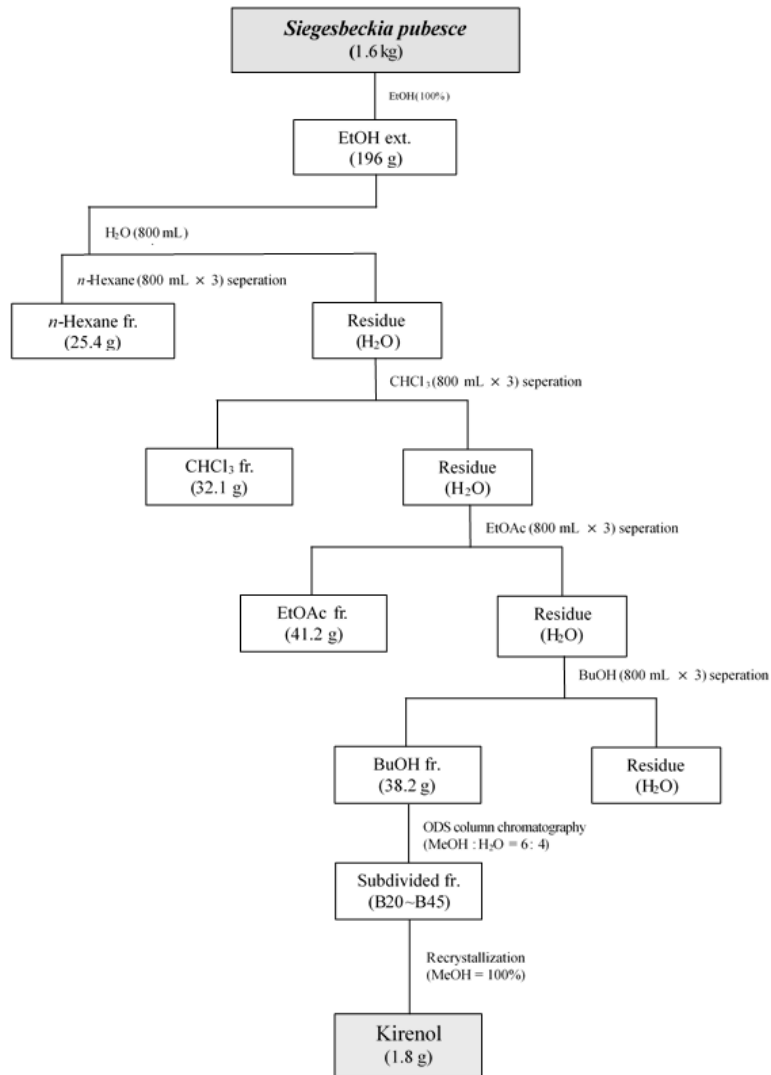 Siegesbeckia pubesce
(1.6 kg)
EtOH(100%)
EtOH ext.
(196 g)
H₂O (800 mL)
n-Hexane (800 mL × 3) seperation
n-Hexane fr.
(25.4 g)
Residue
(H₂O)
CHCl₃ (800 mL × 3) seperation
CHCl₃ fr.
(32.1 g)
Residue
(H₂O)
EtOAc (800 mL × 3) seperation
EtOAc fr.
(41.2 g)
Residue
(H₂O)
BuOH (800 mL × 3) seperation
BuOH fr.
(38.2 g)
Residue
(H₂O)
ODS column chromatography
(MeOH : H₂O = 6 : 4)
Subdivided fr.
(B20~B45)
Recrystallization
(MeOH = 100%)
Kirenol
(1.8 g)